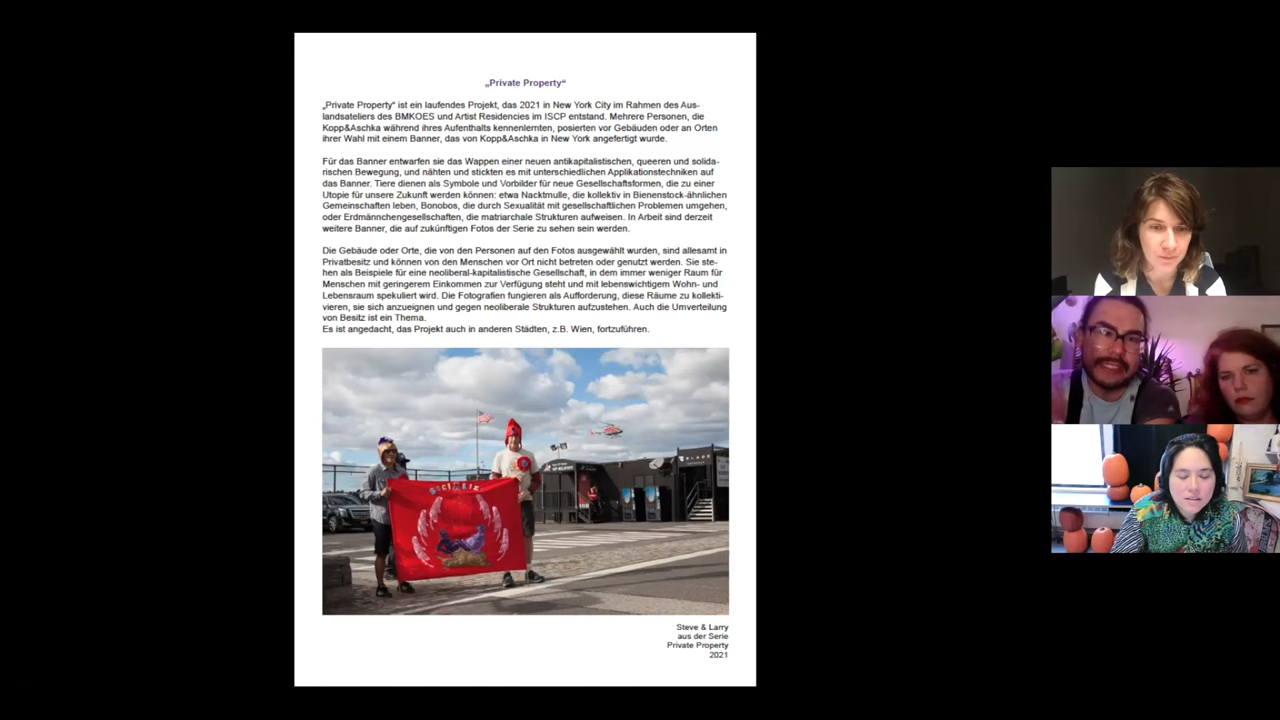 „Private Property“
„Private Property“ ist ein laufendes Projekt, das 2021 in New York City im Rahmen des Aus-
landsateliers des BMKOES und Artist Residencies im ISCP entstand. Mehrere Personen, die
Kopp&Aschka während ihres Aufenthalts kennenlernten, posierten vor Gebäuden oder an Orten
ihrer Wahl mit einem Banner, das von Kopp&Aschka in New York angefertigt wurde.
Für das Banner entwarfen sie das Wappen einer neuen antikapitalistischen, queeren und solida-
rischen Bewegung, und nähten und stickten es mit unterschiedlichen Applikationstechniken auf
das Banner. Tiere dienen als Symbole und Vorbilder für neue Gesellschaftsformen, die zu einer
Utopie für unsere Zukunft werden können: etwa Nacktmulle, die kollektiv in Bienenstock-ähnlichen
Gemeinschaften leben, Bonobos, die durch Sexualität mit gesellschaftlichen Problemen umgehen,
oder Erdmännchengesellschaften, die matriarchale Strukturen aufweisen. In Arbeit sind derzeit
weitere Banner, die auf zukünftigen Fotos der Serie zu sehen sein werden.
Die Gebäude oder Orte, die von den Personen auf den Fotos ausgewählt wurden, sind allesamt in
Privatbesitz und können von den Menschen vor Ort nicht betreten oder genutzt werden. Sie ste-
hen als Beispiele für eine neoliberal-kapitalistische Gesellschaft, in dem immer weniger Raum für
Menschen mit geringerem Einkommen zur Verfügung steht und mit lebenswichtigem Wohn- und
Lebensraum spekuliert wird. Die Fotografien fungieren als Aufforderung, diese Räume zu kollekti-
vieren, sie sich anzueignen und gegen neoliberale Strukturen aufzustehen. Auch die Umverteilung
von Besitz ist ein Thema.
Es ist angedacht, das Projekt auch in anderen Städten, z.B. Wien, fortzuführen.
BLADE
Steve & Larry
aus der Serie
Private Property
2021